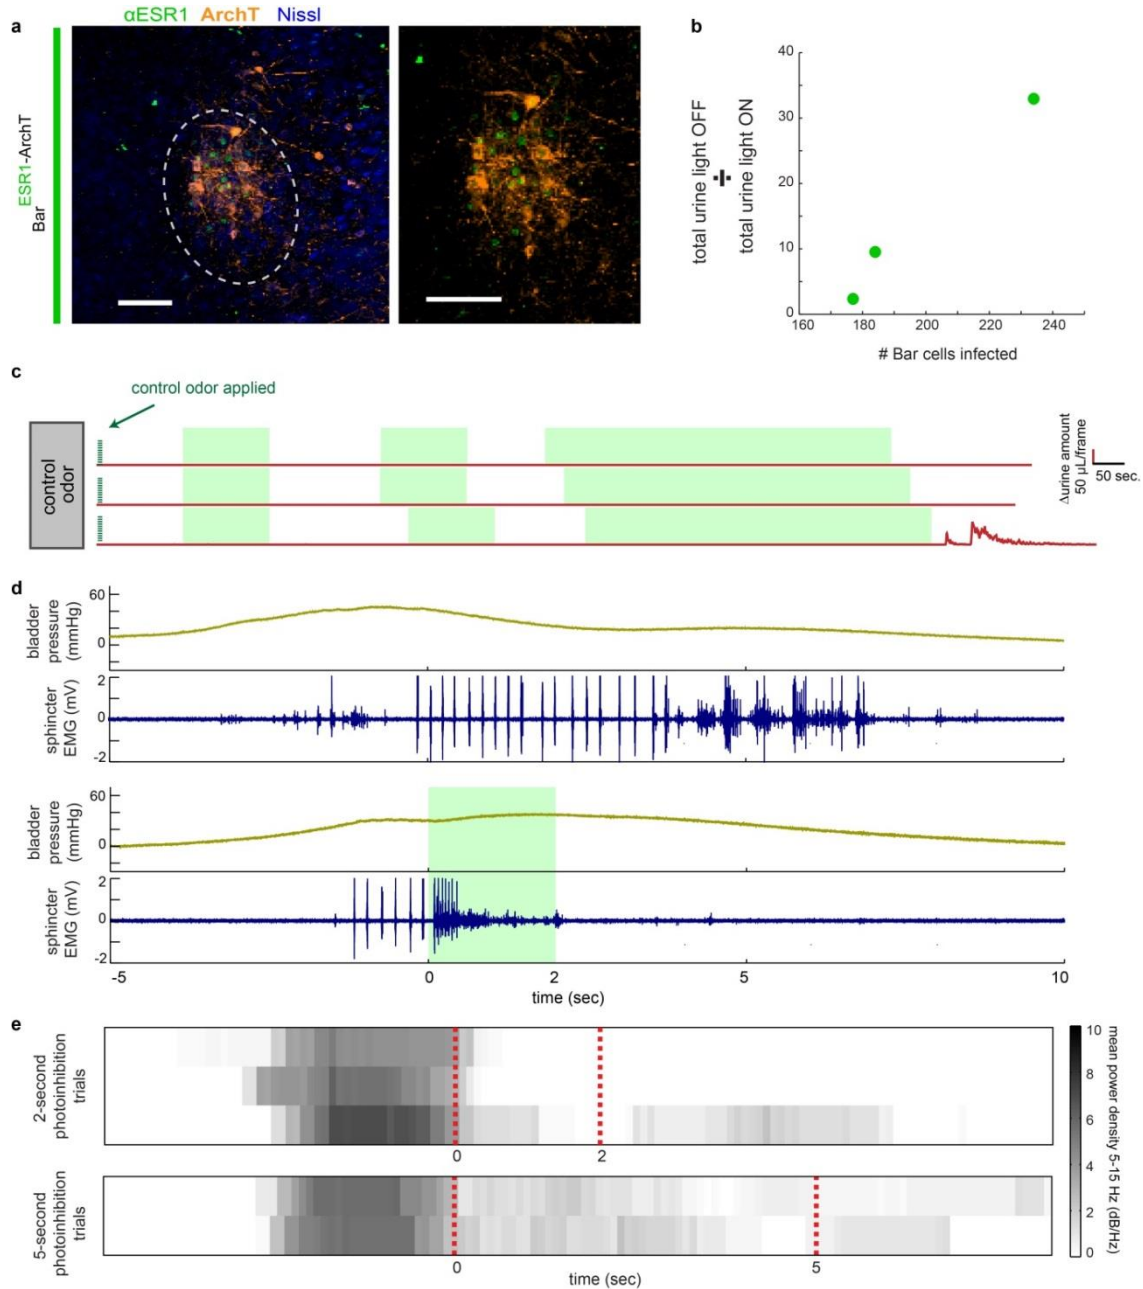 a
αESR1 ArchT Nissl
ESR1-ArchT
Bar
b
total urine light OFF
÷
total urine light ON
40
30
20
10
0
160 180 200 220 240
# Bar cells infected
c
control odor applied
control
odor
Δurine amount
50 µL/frame
50 sec.
d
bladder
pressure
(mmHg)
60
0
sphincter
EMG (mV)
2
0
-2
bladder
pressure
(mmHg)
60
0
sphincter
EMG (mV)
2
0
-2
-5 0 2 5 10
time (sec)
e
2-second
photoinhibition
trials
0 2
5-second
photoinhibition
trials
0 5
time (sec)
10
8
6
4
2
0
mean power density 5-15 Hz (dB/Hz)